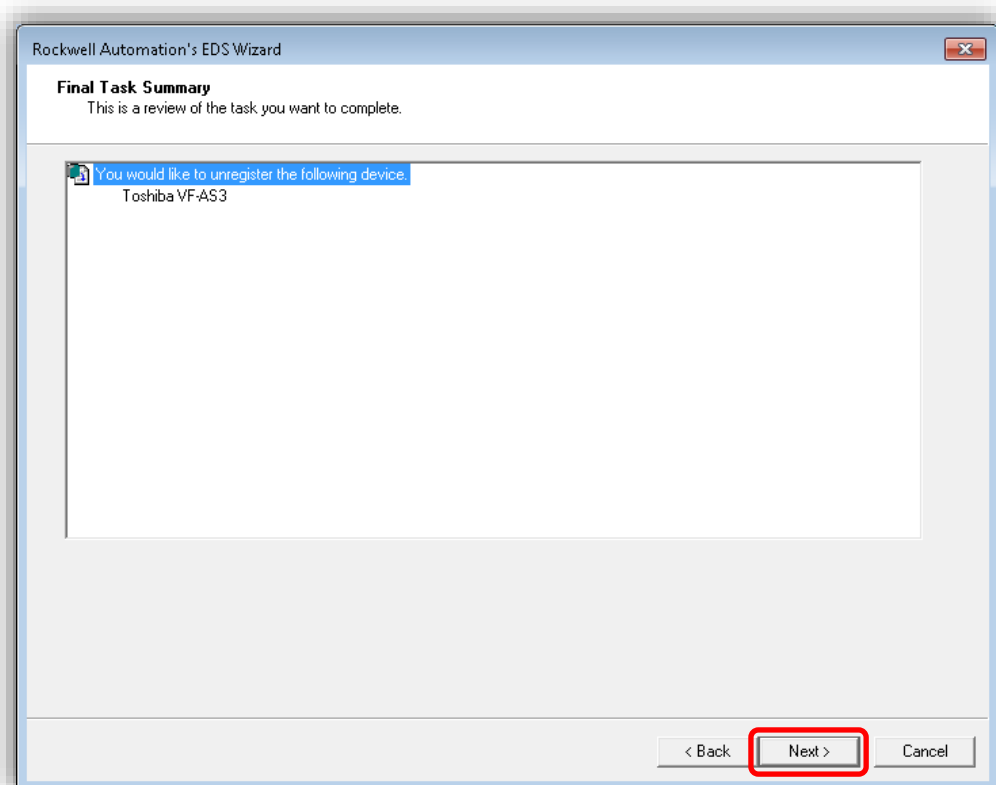 Rockwell Automation's EDS Wizard
Final Task Summary
This is a review of the task you want to complete.
You would like to unregister the following device.
Toshiba VF-AS3
< Back
Next >
Cancel